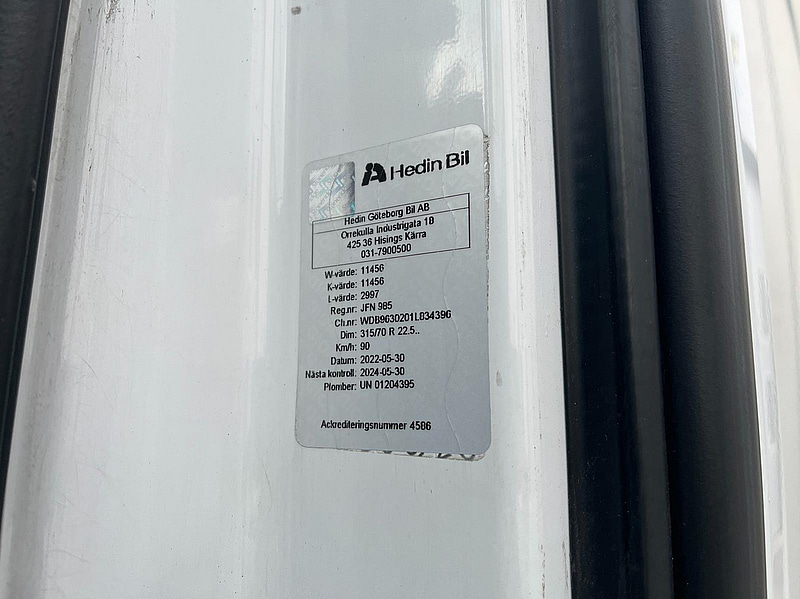 Hedin Bil
Hedin Göteborg Bil AB
Orrekulla Industrigata 1B
425 36 Hisings Kärra
031-7900500
W-värde: 11456
K-värde: 11456
L-värde: 2997
Reg.nr: JFN 985
Ch.nr: WDB9630201L834396
Dim: 315/70 R 22.5..
Km/h: 90
Datum: 2022-05-30
Nästa kontroll: 2024-05-30
Plomber: UN 01204395
Ackrediteringsnummer 4586